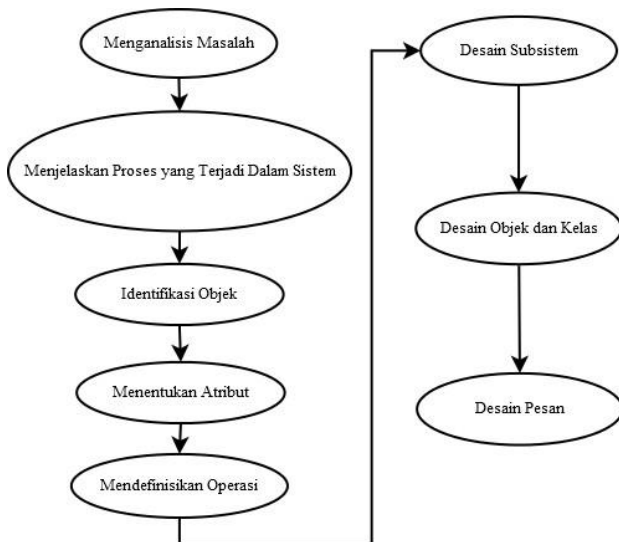 Menganalisis Masalah
Menjelaskan Proses yang Terjadi Dalam Sistem
Identifikasi Objek
Menentukan Atribut
Mendefinisikan Operasi
Desain Subsistem
Desain Objek dan Kelas
Desain Pesan